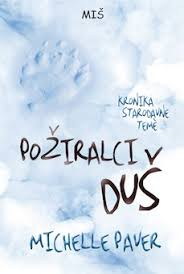 MIŠ
KRONIKA
STARODAVNE
TEME
POŽIRALCI
DUŠ
MICHELLE PAVER